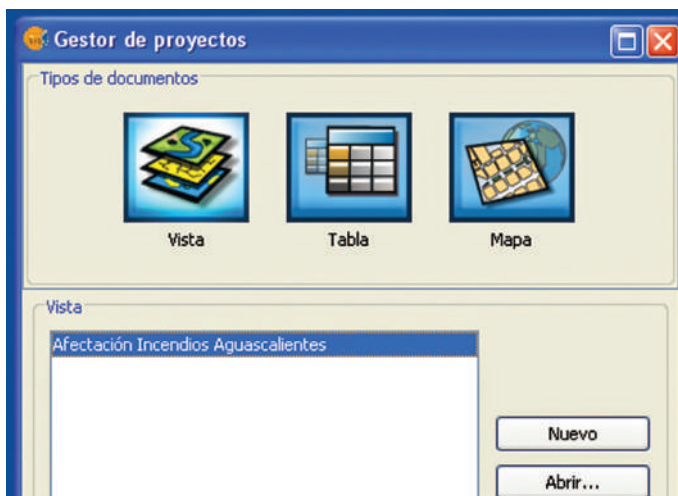 Gestor de proyectos
Tipos de documentos
Vista Tabla Mapa
Vista
Afectación Incendios Aguascalientes
Nuevo
Abrir...